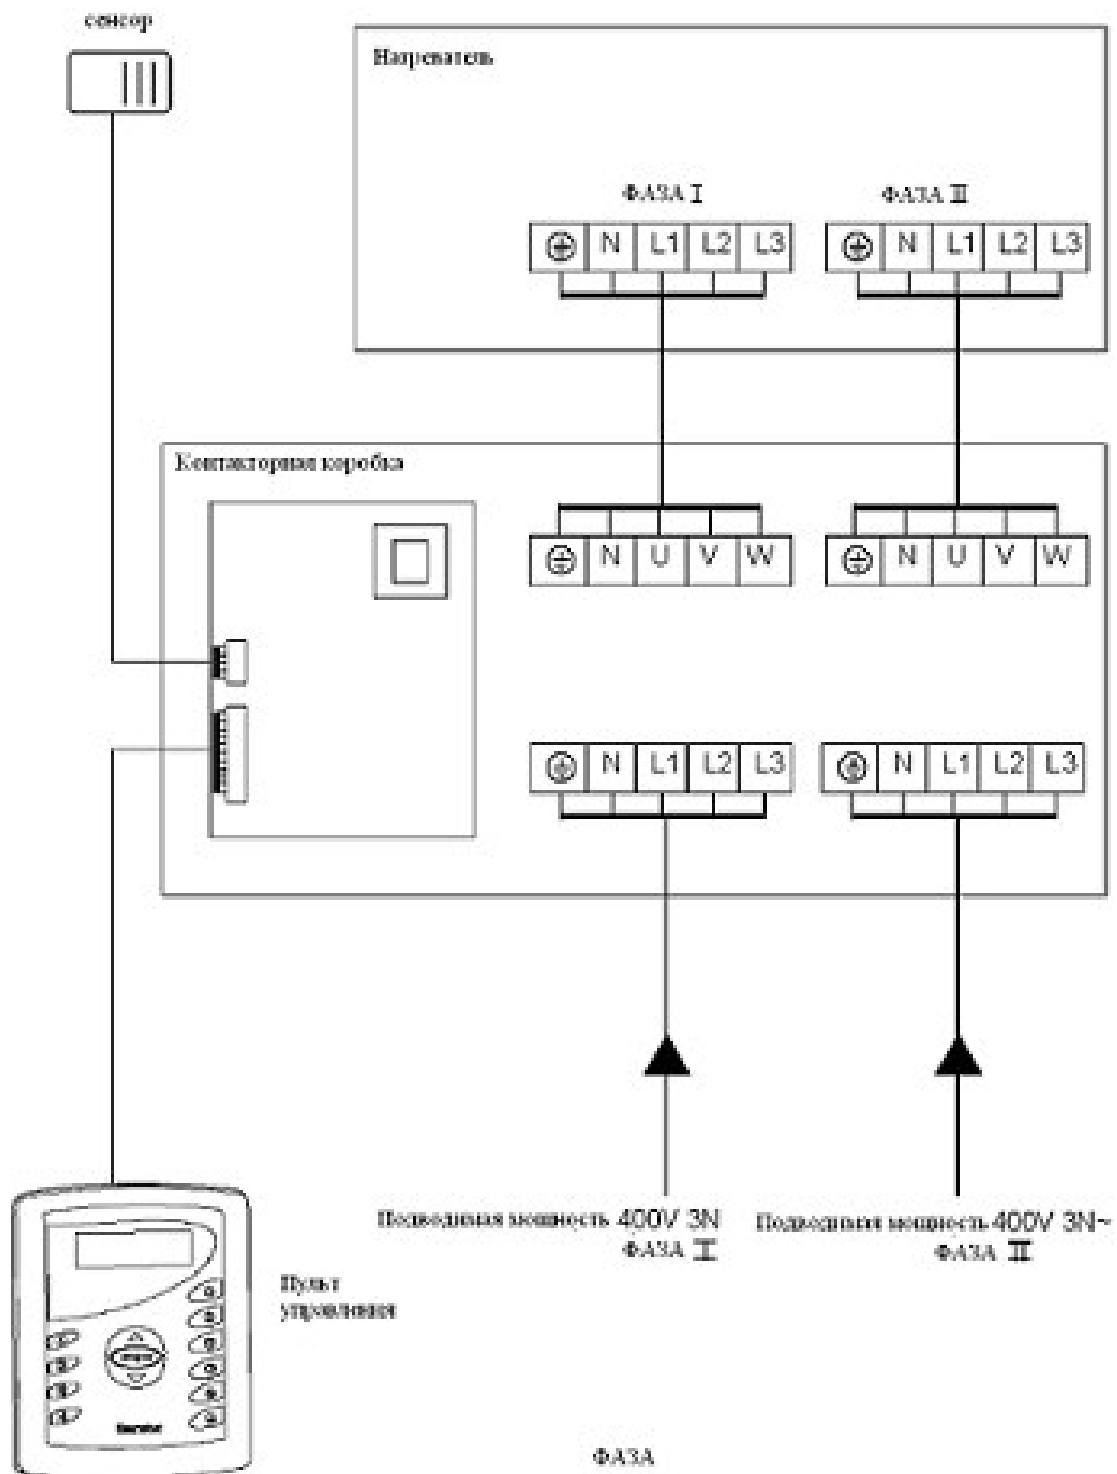 сенсор
Нагреватель
ФАЗА I
ФАЗА II
N L1 L2 L3
N L1 L2 L3
Контакторная коробка
N U V W
N U V W
N L1 L2 L3
N L1 L2 L3
Подводимая мощность 400V 3N
ФАЗА I
Подводимая мощность 400V 3N~
ФАЗА II
Пульт
управления
ФАЗА